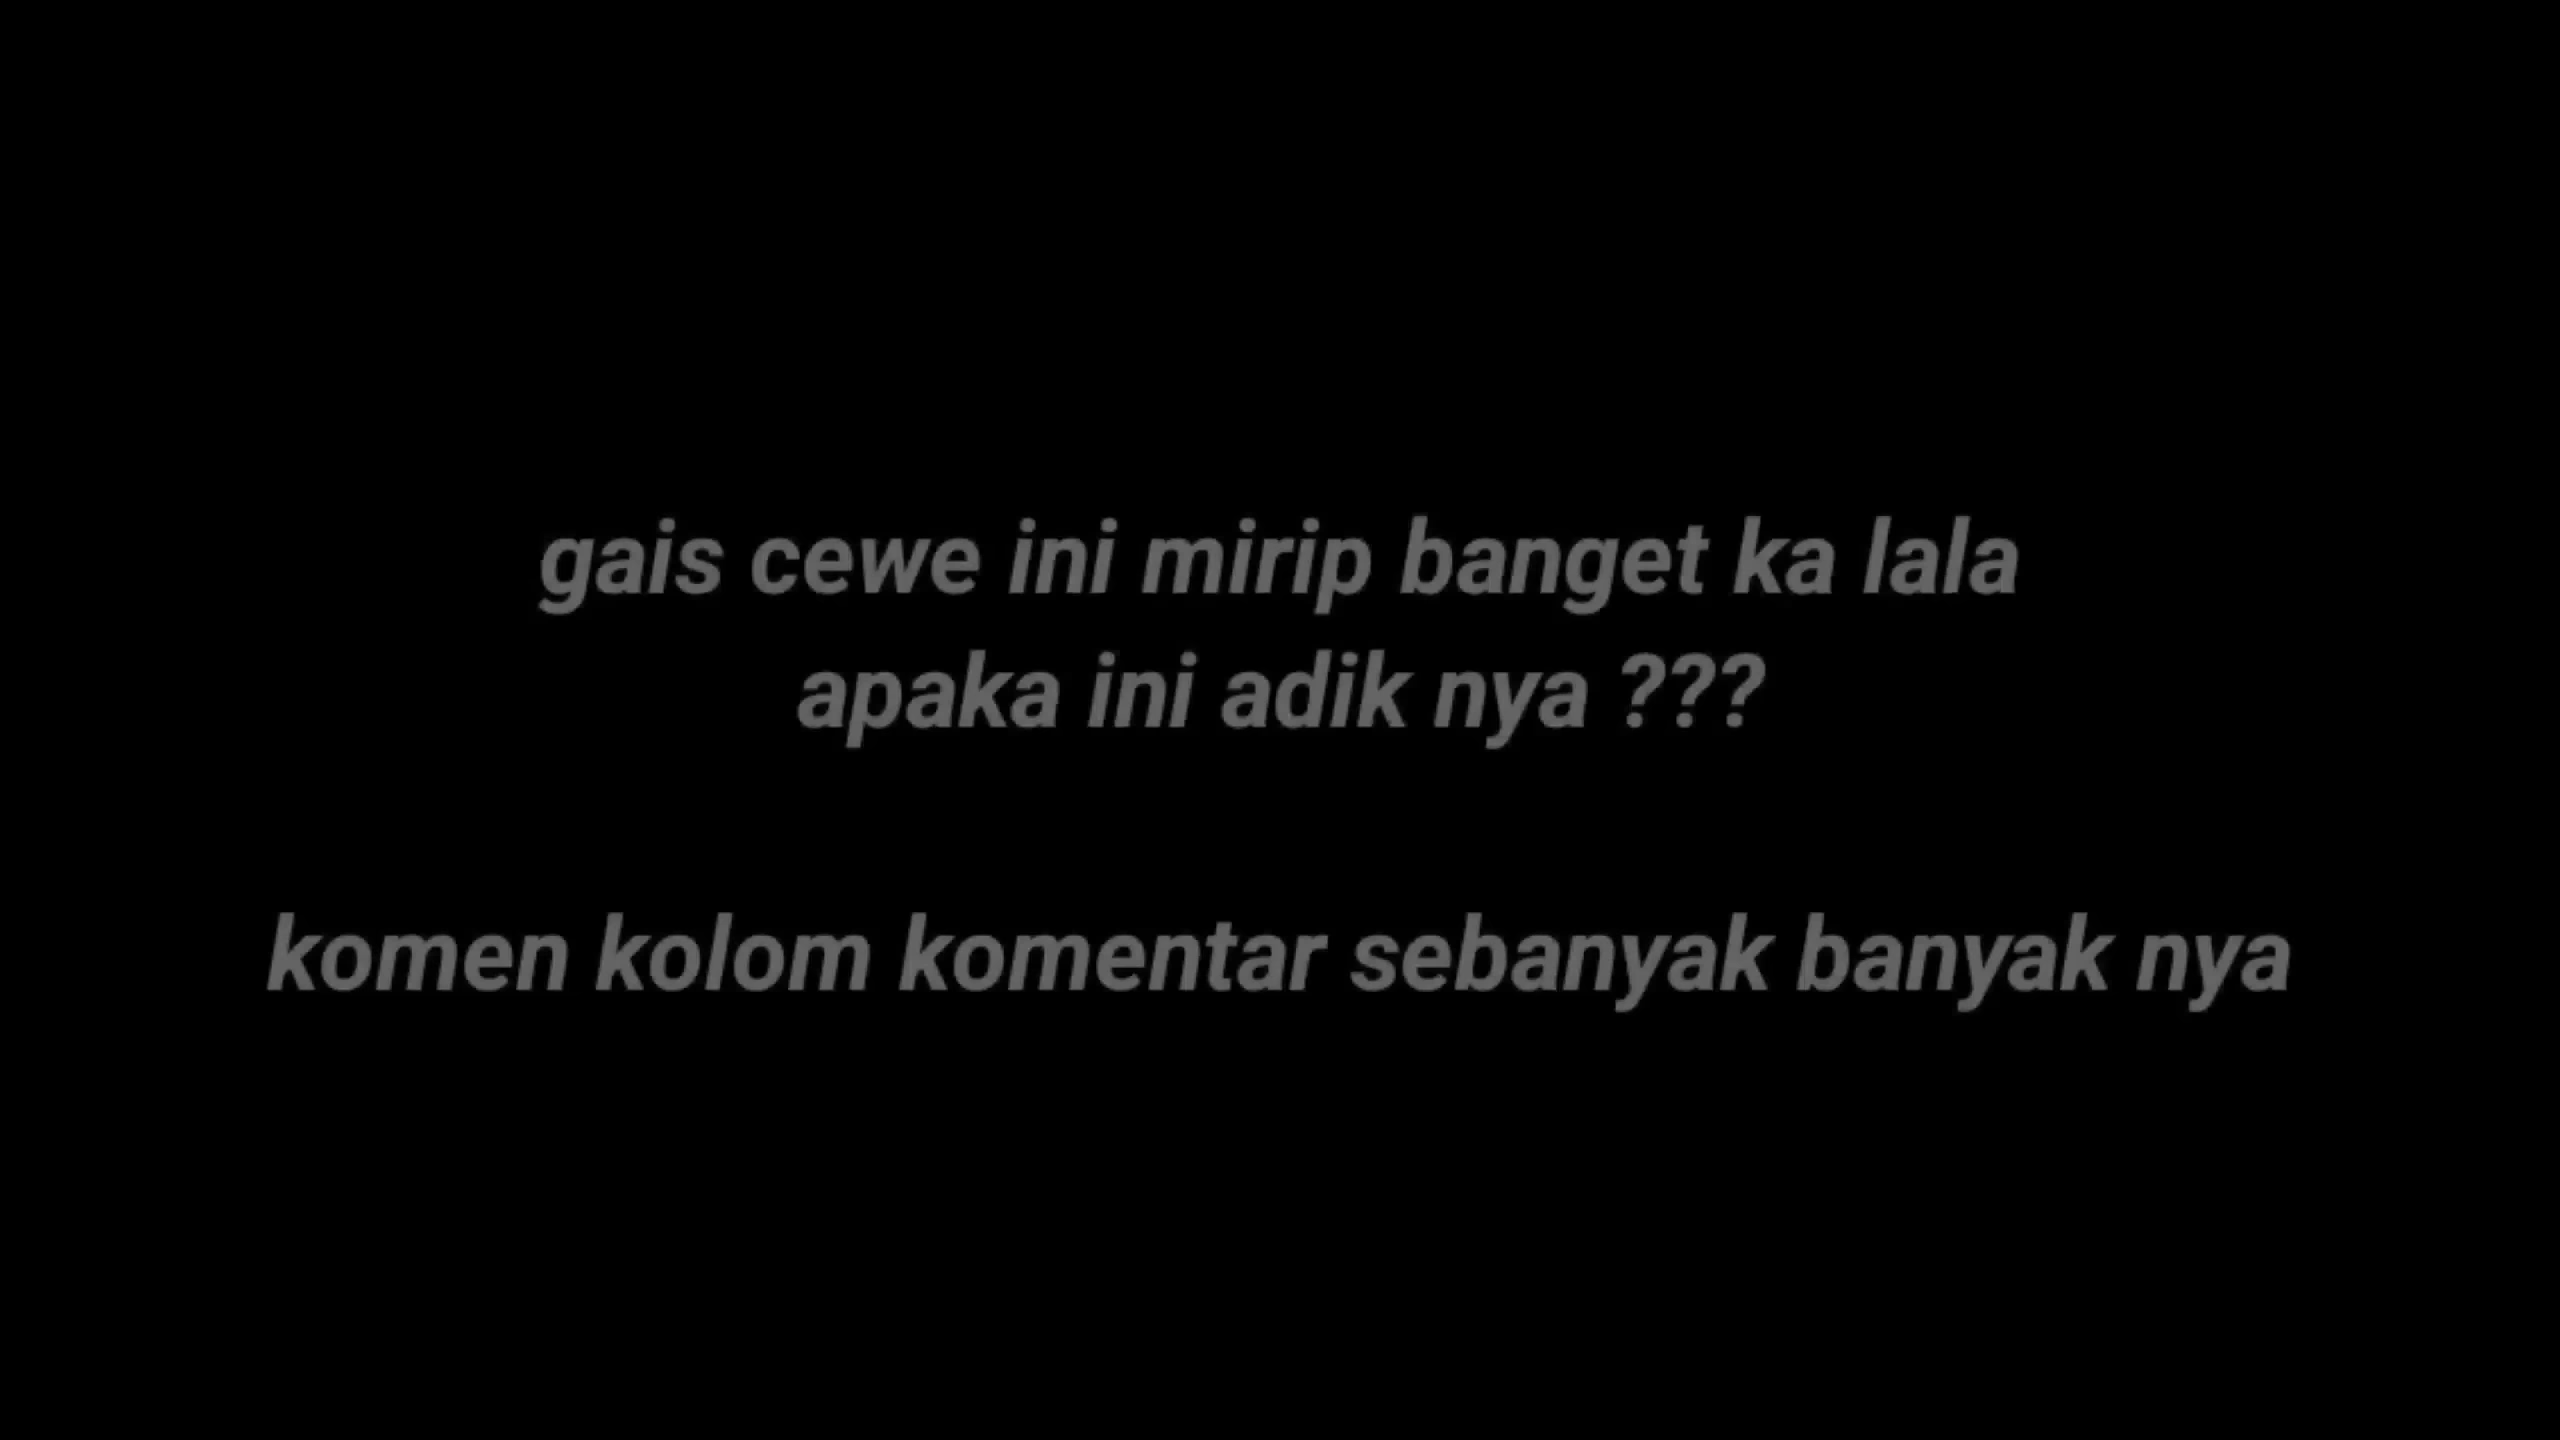 gais cewe ini mirip banget ka lala
apaka ini adik nya ???
komen kolom komentar sebanyak banyak nya